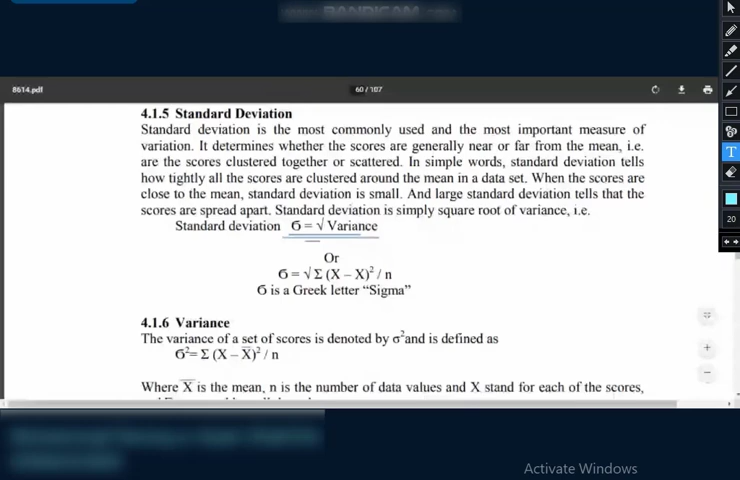 www.BANDICAM.com
8614.pdf
60 / 107
4.1.5 Standard Deviation
Standard deviation is the most commonly used and the most important measure of
variation. It determines whether the scores are generally near or far from the mean, i.e.
are the scores clustered together or scattered. In simple words, standard deviation tells
how tightly all the scores are clustered around the mean in a data set. When the scores are
close to the mean, standard deviation is small. And large standard deviation tells that the
scores are spread apart. Standard deviation is simply square root of variance, i.e.
Standard deviation Ϭ = √ Variance
Or
Ϭ = √ Σ (X – X)² / n
Ϭ is a Greek letter “Sigma”
4.1.6 Variance
The variance of a set of scores is denoted by σ²and is defined as
Ϭ²= Σ (X – X̅)² / n
Where X̅ is the mean, n is the number of data values and X stand for each of the scores,
T
20
Activate Windows